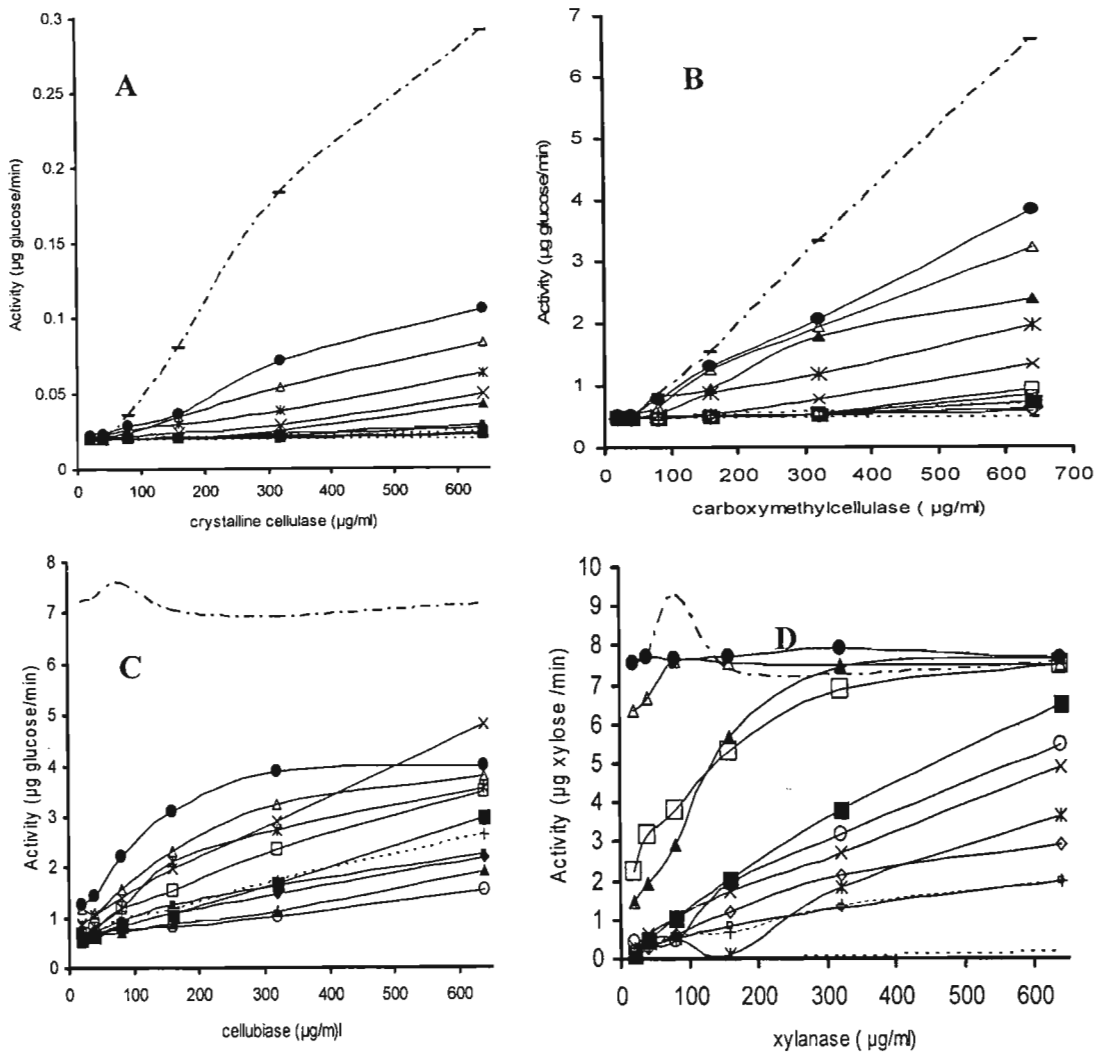 A
0.3
0.25
0.2
0.15
0.1
0.05
0
0 100 200 300 400 500 600
Activity (µg glucose/min)
crystalline cellulase (µg/ml)
B
7
6
5
4
3
2
1
0
0 100 200 300 400 500 600 700
Activity (µg glucose/min)
carboxymethylcellulase ( µg/ml)
C
8
7
6
5
4
3
2
1
0
0 100 200 300 400 500 600
Activity (µg glucose/min)
cellubiase (µg/m)l
D
10
9
8
7
6
5
4
3
2
1
0
0 100 200 300 400 500 600
Activity (µg xylose /min)
xylanase ( µg/ml)